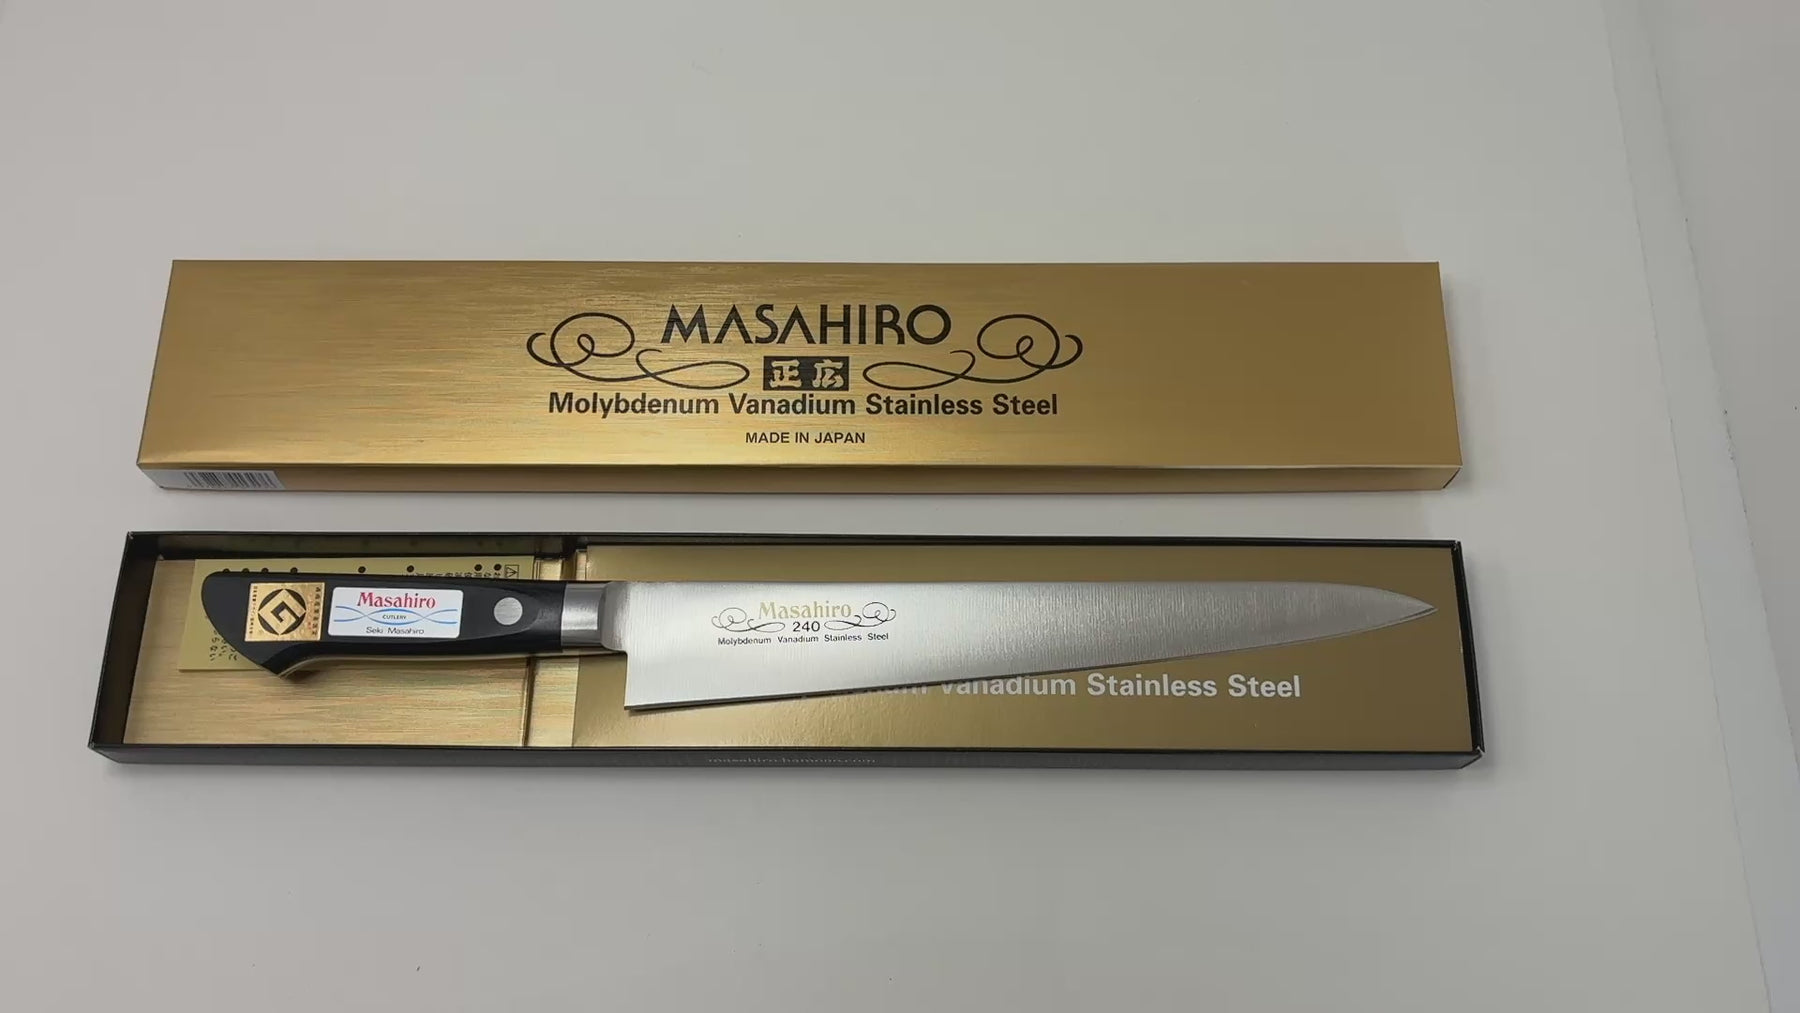 MASAHIRO
正広
Molybdenum Vanadium Stainless Steel
MADE IN JAPAN
Masahiro
CUTLERY
Seki Masahiro
Masahiro
240
Molybdenum Vanadium Stainless Steel
Vanadium Stainless Steel